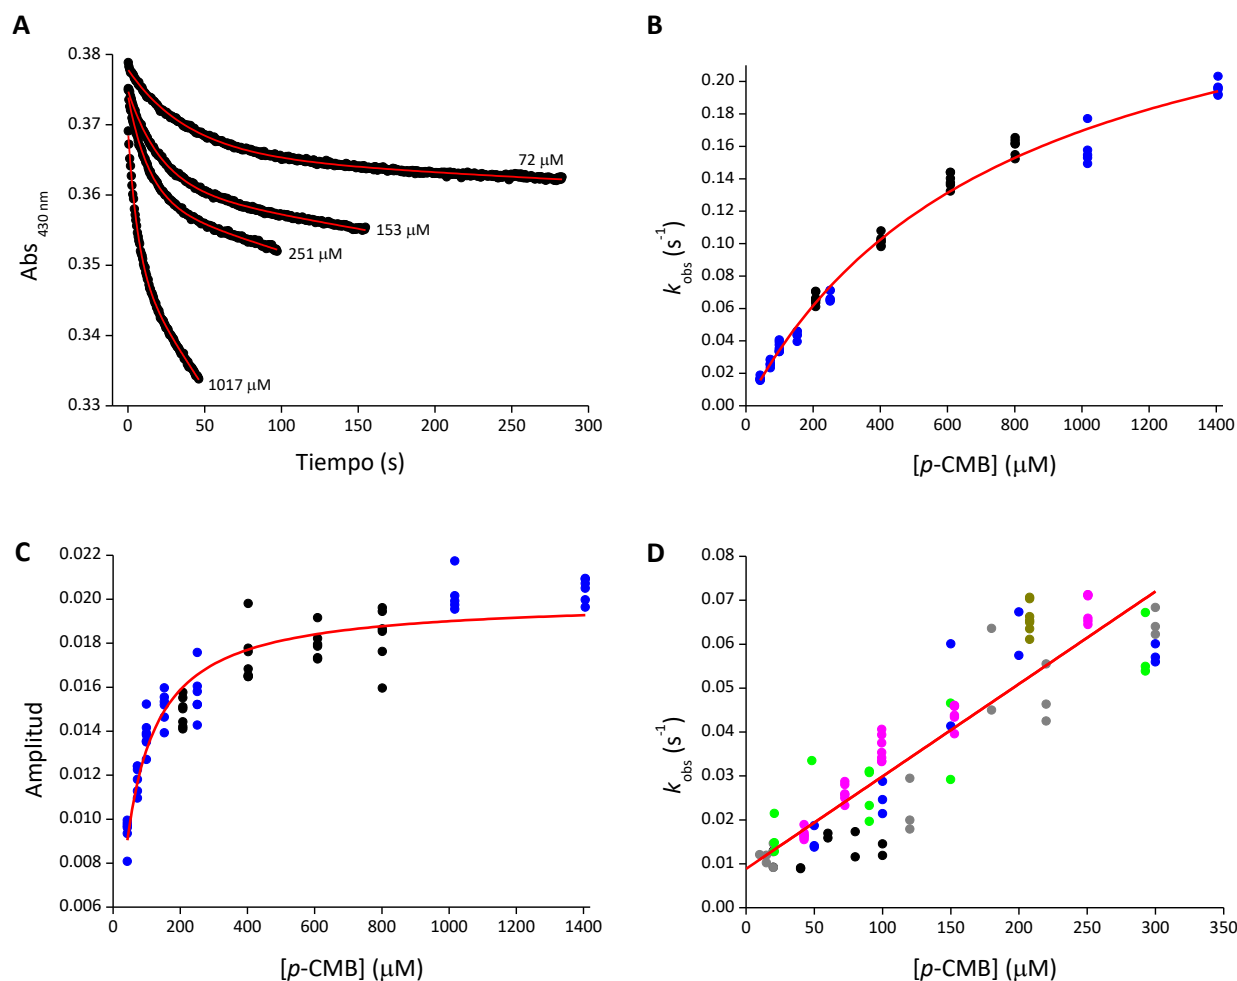 A
0.38
0.37
0.36
0.35
0.34
0.33
Abs 430 nm
72 µM
153 µM
251 µM
1017 µM
0 50 100 150 200 250 300
Tiempo (s)
B
0.20
0.18
0.16
0.14
0.12
0.10
0.08
0.06
0.04
0.02
0.00
k obs (s⁻¹)
0 200 400 600 800 1000 1200 1400
[p-CMB] (µM)
C
0.022
0.020
0.018
0.016
0.014
0.012
0.010
0.008
0.006
Amplitud
0 200 400 600 800 1000 1200 1400
[p-CMB] (µM)
D
0.08
0.07
0.06
0.05
0.04
0.03
0.02
0.01
0.00
k obs (s⁻¹)
0 50 100 150 200 250 300 350
[p-CMB] (µM)